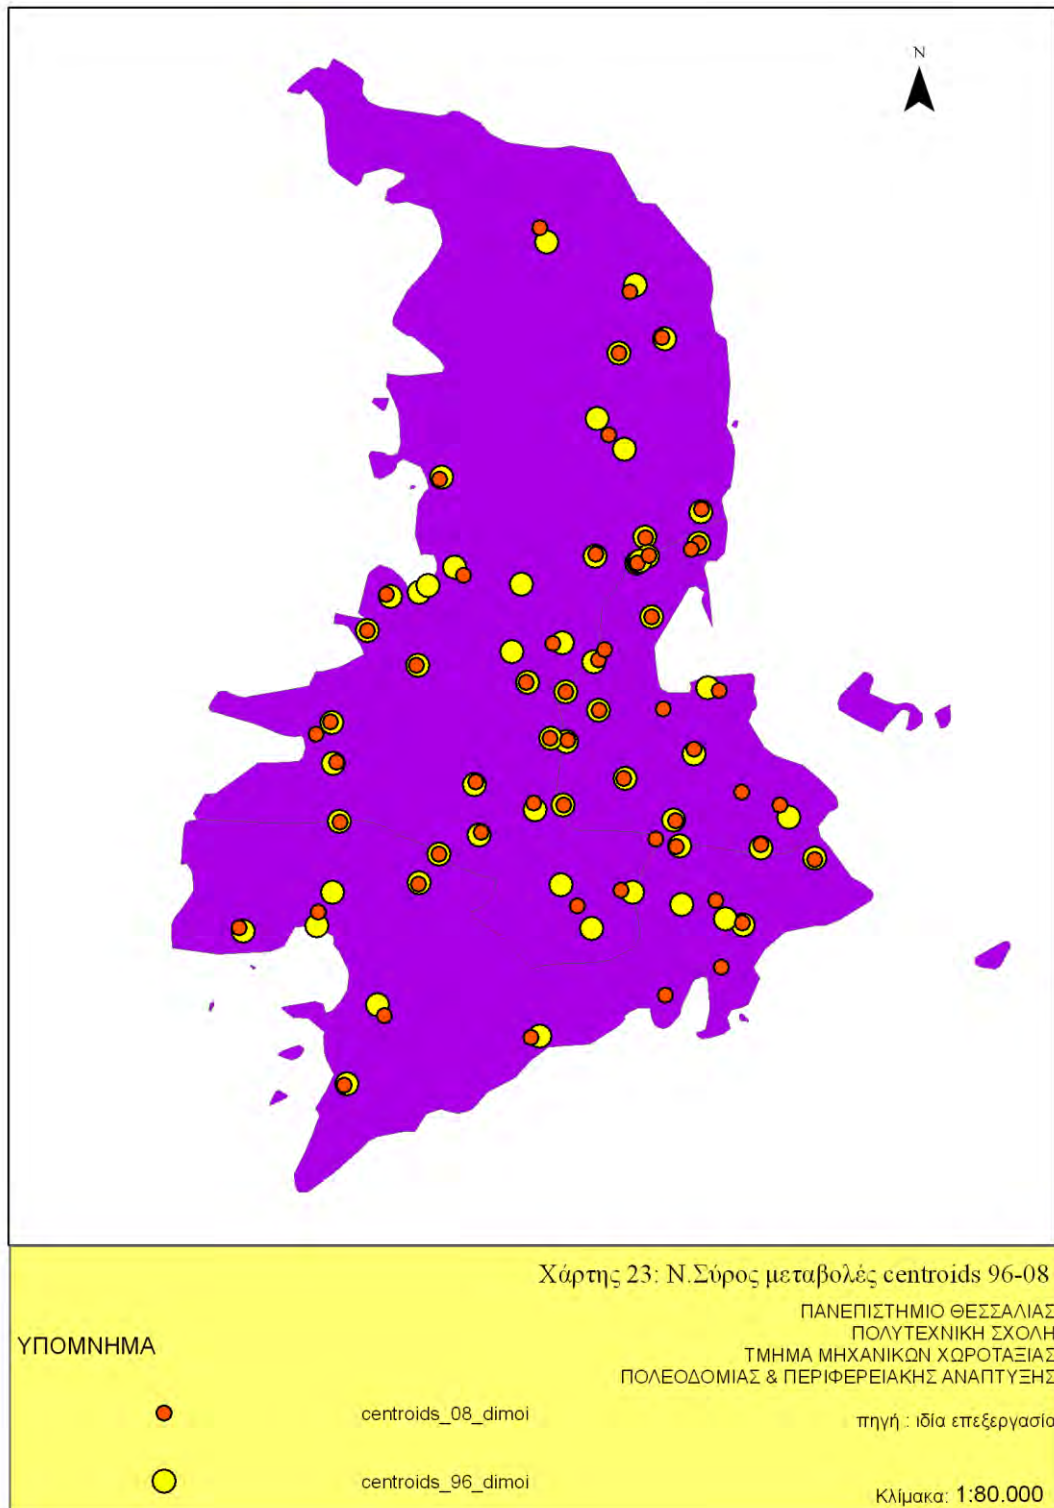 N
Χάρτης 23: Ν.Σύρος μεταβολές centroids 96-08
ΠΑΝΕΠΙΣΤΗΜΙΟ ΘΕΣΣΑΛΙΑΣ
ΠΟΛΥΤΕΧΝΙΚΗ ΣΧΟΛΗ
ΤΜΗΜΑ ΜΗΧΑΝΙΚΩΝ ΧΩΡΟΤΑΞΙΑΣ
ΠΟΛΕΟΔΟΜΙΑΣ & ΠΕΡΙΦΕΡΕΙΑΚΗΣ ΑΝΑΠΤΥΞΗΣ
ΥΠΟΜΝΗΜΑ
centroids_08_dimoi
πηγή : ιδία επεξεργασία
centroids_96_dimoi
Κλίμακα: 1:80.000